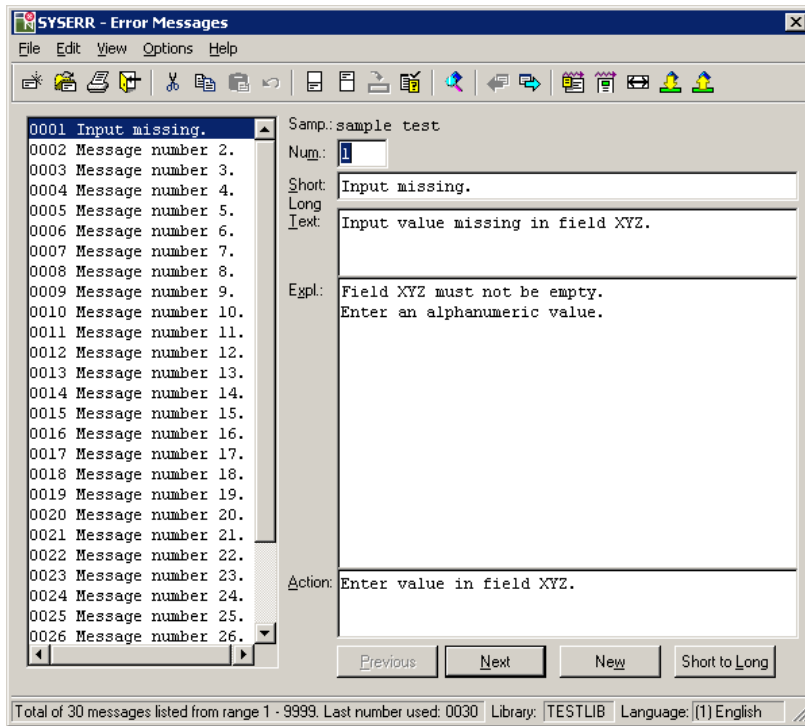 SYSERR - Error Messages
File Edit View Options Help
0001 Input missing.
0002 Message number 2.
0003 Message number 3.
0004 Message number 4.
0005 Message number 5.
0006 Message number 6.
0007 Message number 7.
0008 Message number 8.
0009 Message number 9.
0010 Message number 10.
0011 Message number 11.
0012 Message number 12.
0013 Message number 13.
0014 Message number 14.
0015 Message number 15.
0016 Message number 16.
0017 Message number 17.
0018 Message number 18.
0019 Message number 19.
0020 Message number 20.
0021 Message number 21.
0022 Message number 22.
0023 Message number 23.
0024 Message number 24.
0025 Message number 25.
0026 Message number 26.
Samp.: sample test
Num.: 1
Short: Input missing.
Long
Text: Input value missing in field XYZ.
Expl.: Field XYZ must not be empty.
Enter an alphanumeric value.
Action: Enter value in field XYZ.
Previous Next New Short to Long
Total of 30 messages listed from range 1 - 9999. Last number used: 0030 Library: TESTLIB Language: (1) English